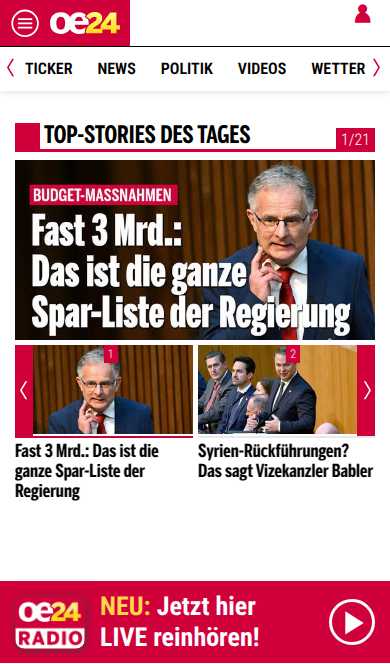 oe24
TICKER NEWS POLITIK VIDEOS WETTER
TOP-STORIES DES TAGES
1/21
BUDGET-MASSNAHMEN
Fast 3 Mrd.:
Das ist die ganze
Spar-Liste der Regierung
1
2
Fast 3 Mrd.: Das ist die
ganze Spar-Liste der
Regierung
Syrien-Rückführungen?
Das sagt Vizekanzler Babler
oe24
RADIO
NEU: Jetzt hier
LIVE reinhören!